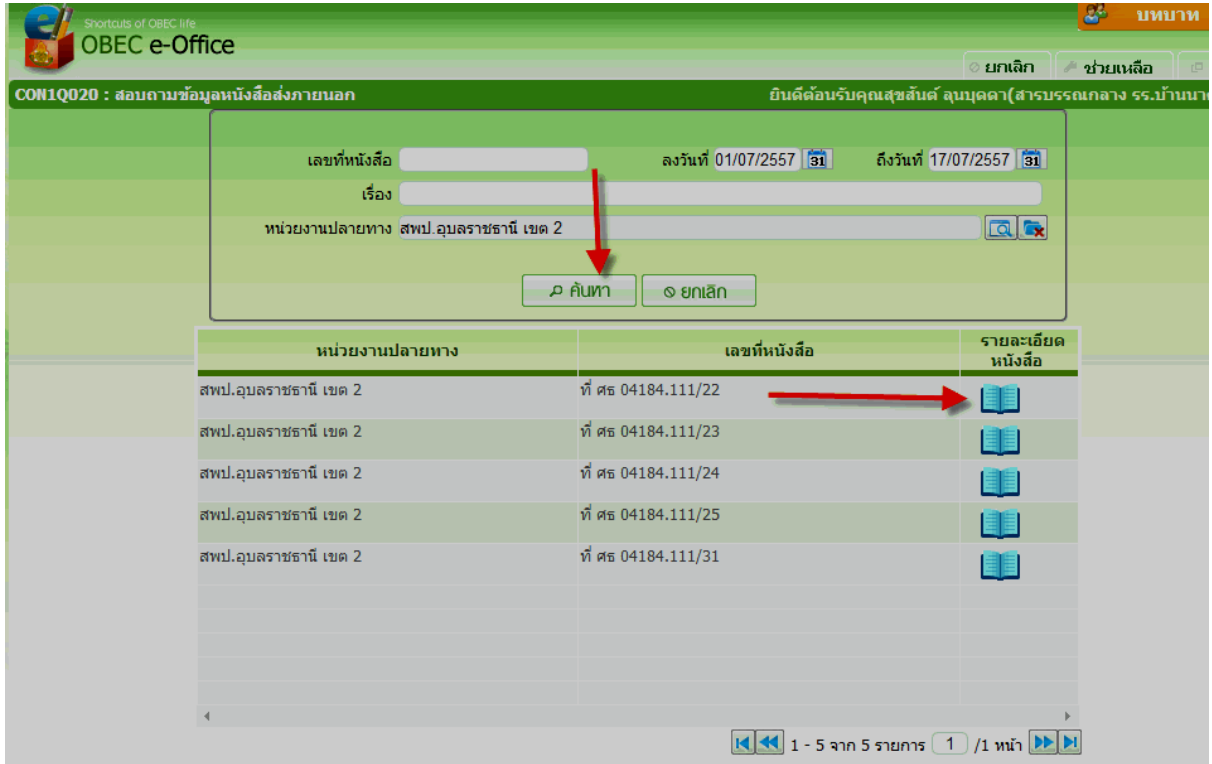 Shortcuts of OBEC life
OBEC e-Office
บทบาท
ยกเลิก ช่วยเหลือ
CON1Q020 : สอบถามข้อมูลหนังสือส่งภายนอก ยินดีต้อนรับคุณสุขสันต์ ลุนบุดดา(สารบรรณกลาง รร.บ้านนา
เลขที่หนังสือ ลงวันที่ 01/07/2557 31 ถึงวันที่ 17/07/2557 31
เรื่อง
หน่วยงานปลายทาง สพป.อุบลราชธานี เขต 2
ค้นหา ยกเลิก
หน่วยงานปลายทาง เลขที่หนังสือ รายละเอียด
หนังสือ
สพป.อุบลราชธานี เขต 2 ที่ ศธ 04184.111/22
สพป.อุบลราชธานี เขต 2 ที่ ศธ 04184.111/23
สพป.อุบลราชธานี เขต 2 ที่ ศธ 04184.111/24
สพป.อุบลราชธานี เขต 2 ที่ ศธ 04184.111/25
สพป.อุบลราชธานี เขต 2 ที่ ศธ 04184.111/31
1 - 5 จาก 5 รายการ 1 /1 หน้า